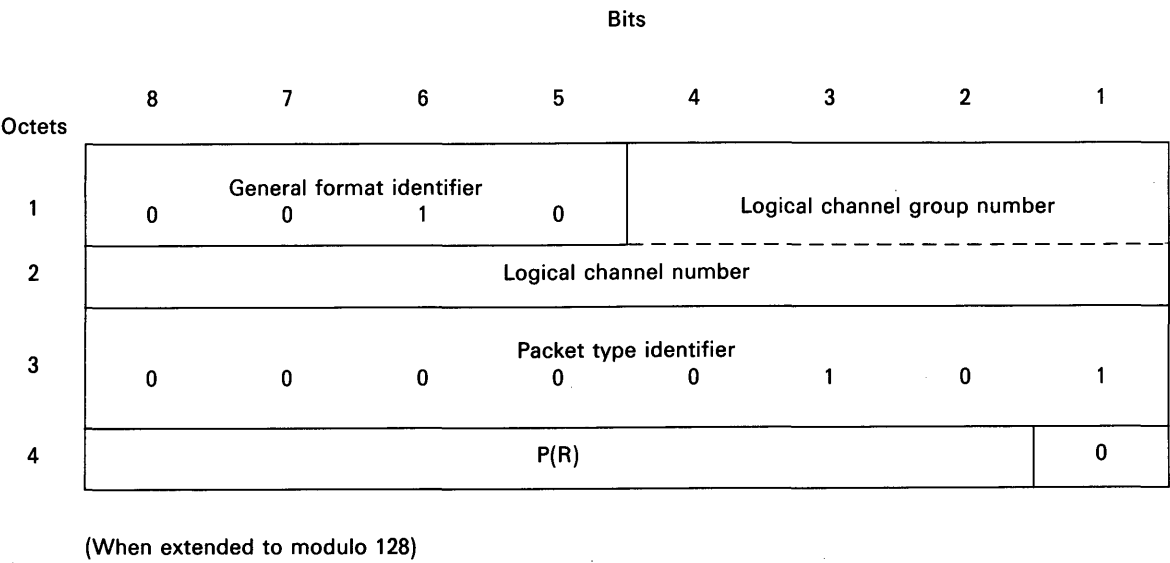 Bits
8 7 6 5 4 3 2 1
Octets
General format identifier
1 0 0 1 0 Logical channel group number
2 Logical channel number
Packet type identifier
3 0 0 0 0 0 1 0 1
4 P(R) 0
(When extended to modulo 128)